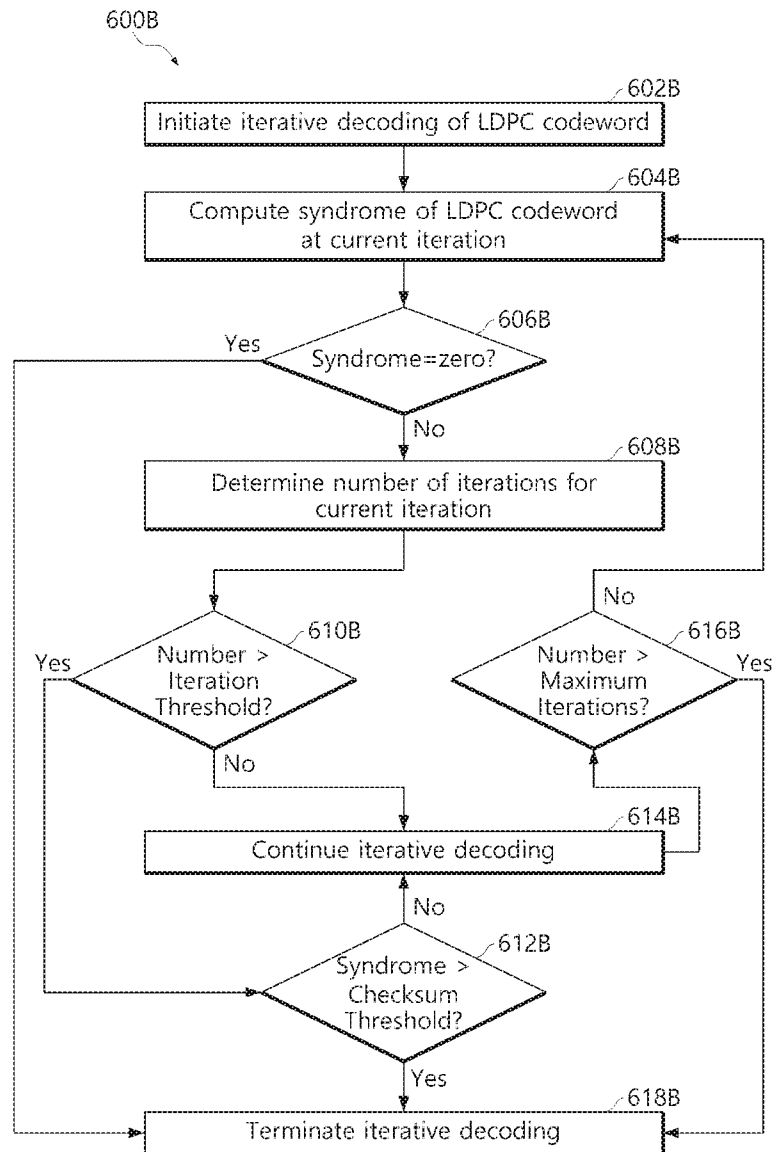 600B
602B
Initiate iterative decoding of LDPC codeword
604B
Compute syndrome of LDPC codeword
at current iteration
606B
Yes
Syndrome=zero?
No
608B
Determine number of iterations for
current iteration
No
610B
616B
Yes
Number >
Iteration
Threshold?
Number >
Maximum
Iterations?
Yes
No
614B
Continue iterative decoding
No
612B
Syndrome >
Checksum
Threshold?
Yes
618B
Terminate iterative decoding